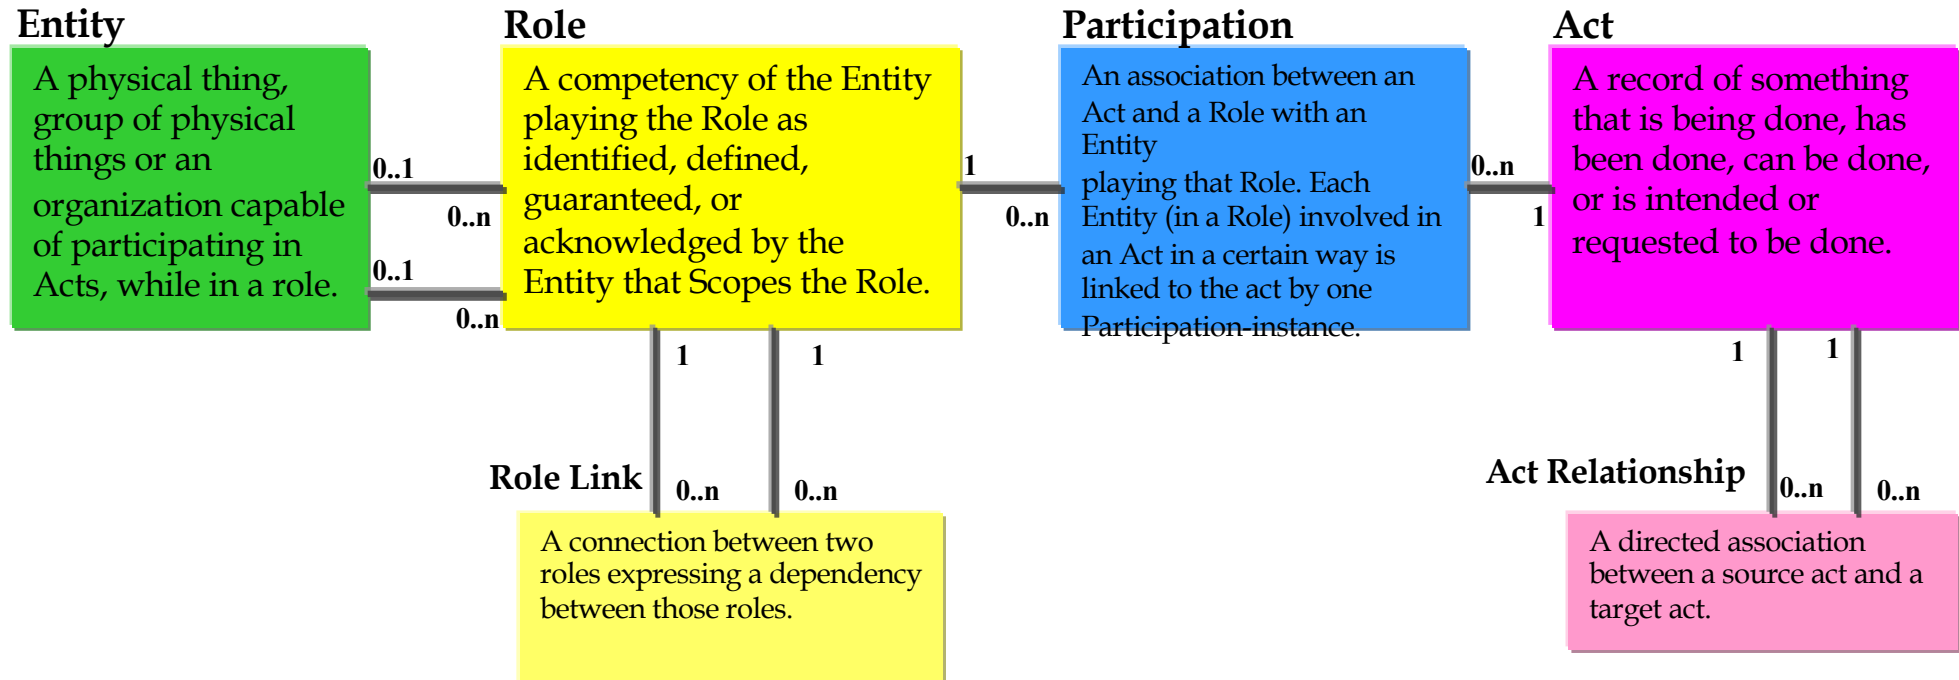 Entity
A physical thing,
group of physical
things or an
organization capable
of participating in
Acts, while in a role.
0..1
0..n
0..1
0..n
Role
A competency of the Entity
playing the Role as
identified, defined,
guaranteed, or
acknowledged by the
Entity that Scopes the Role.
1
0..n
Participation
An association between an
Act and a Role with an
Entity
playing that Role. Each
Entity (in a Role) involved in
an Act in a certain way is
linked to the act by one
Participation-instance.
0..n
1
Act
A record of something
that is being done, has
been done, can be done,
or is intended or
requested to be done.
1
1
Role Link
0..n
0..n
A connection between two
roles expressing a dependency
between those roles.
1
1
Act Relationship
0..n
0..n
A directed association
between a source act and a
target act.